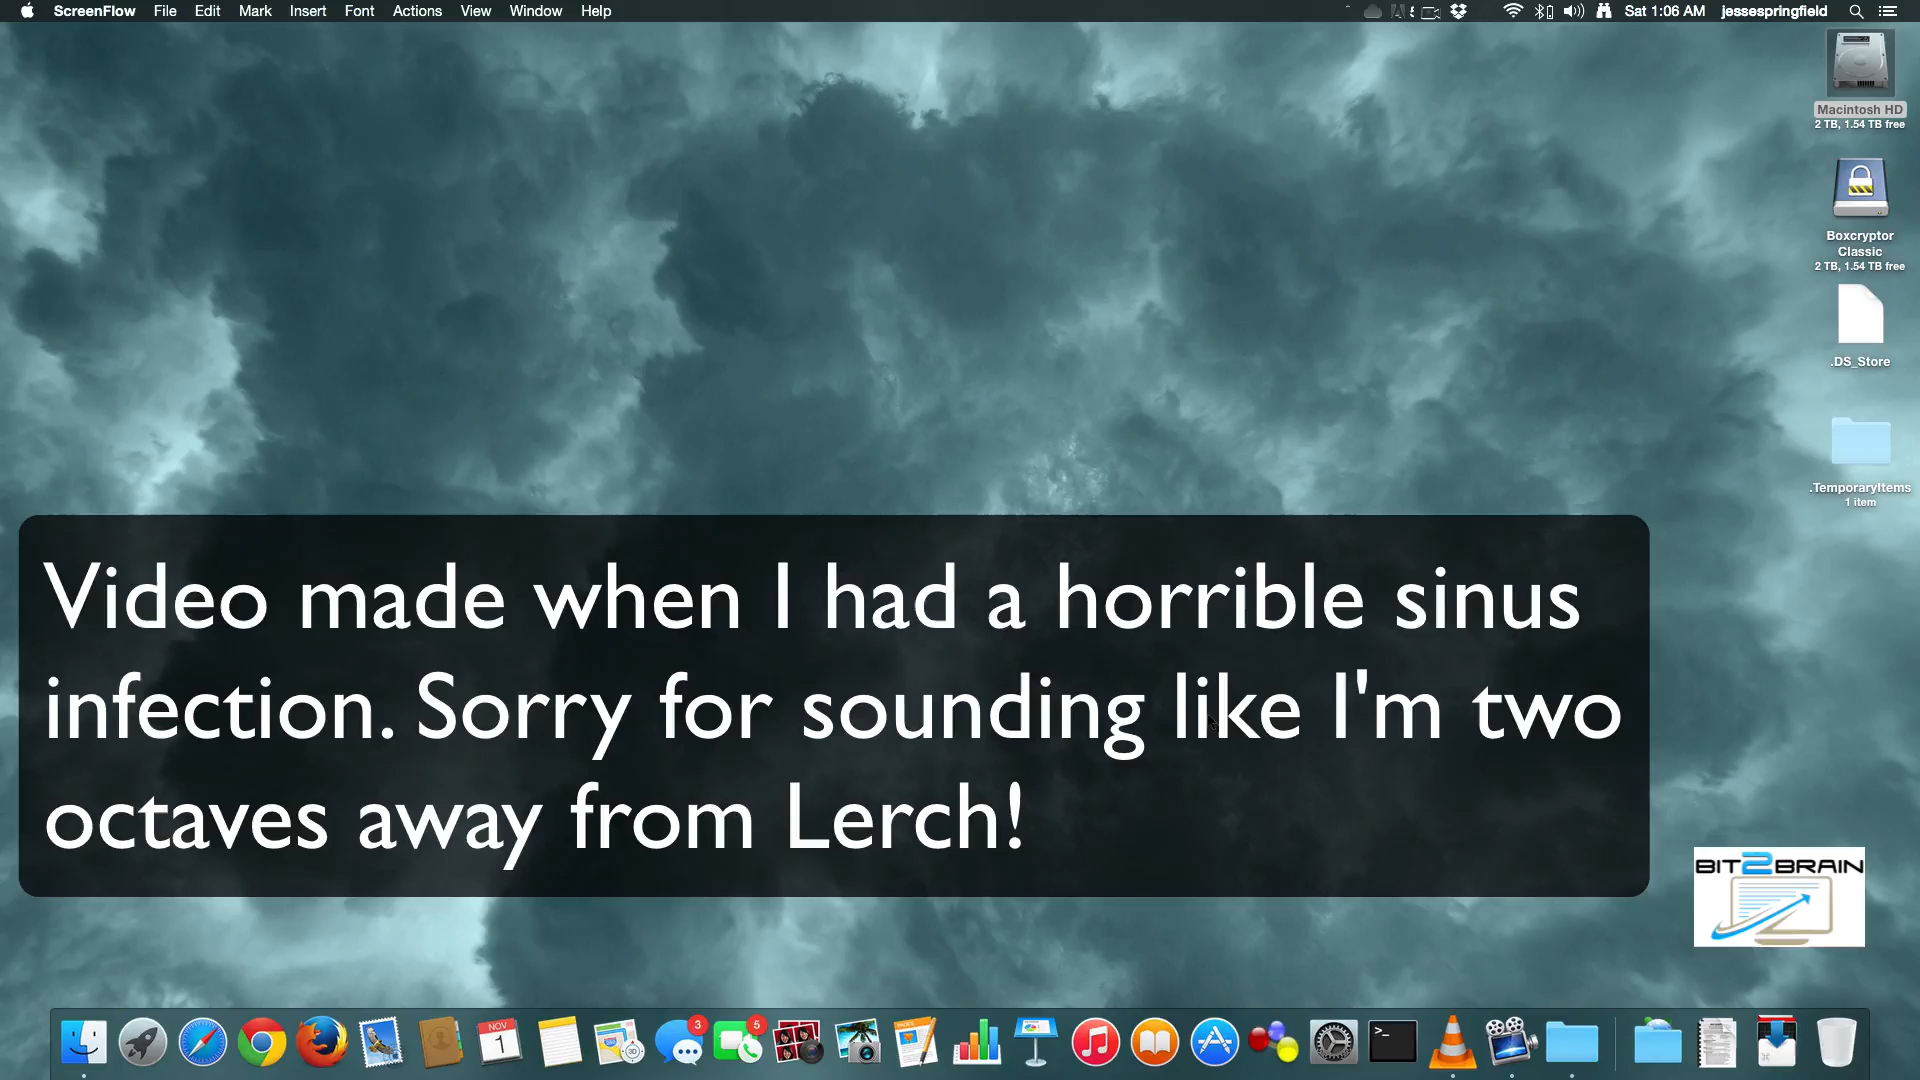 ScreenFlow File Edit Mark Insert Font Actions View Window Help Sat 1:06 AM jessespringfield
Macintosh HD
2 TB, 1.54 TB free
Boxcryptor
Classic
2 TB, 1.54 TB free
.DS_Store
.TemporaryItems
1 item
Video made when I had a horrible sinus
infection. Sorry for sounding like I'm two
octaves away from Lerch!
BIT2BRAIN
NOV
1
3D
3
5
PAGES
>_